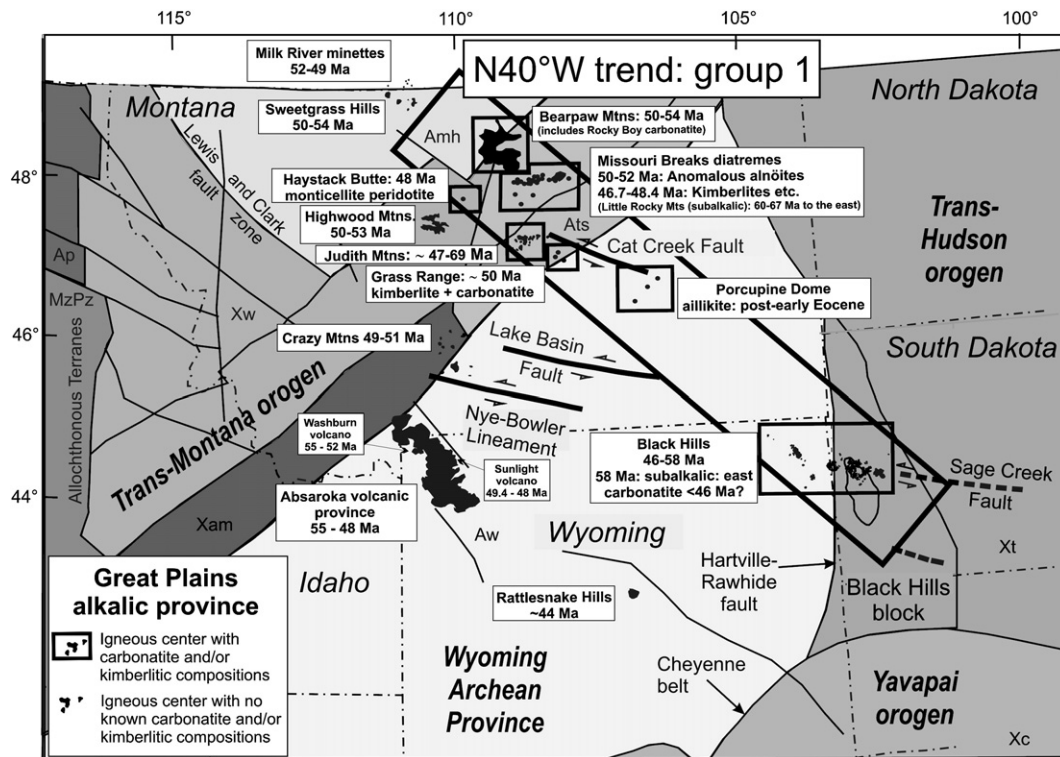 115°
110°
105°
100°
48°
46°
44°
N40°W trend: group 1
Milk River minettes
52-49 Ma
Montana
North Dakota
Sweetgrass Hills
50-54 Ma
Amh
Bearpaw Mtns: 50-54 Ma
(includes Rocky Boy carbonatite)
Lewis
and Clark
fault
zone
Missouri Breaks diatremes
50-52 Ma: Anomalous alnöites
46.7-48.4 Ma: Kimberlites etc.
(Little Rocky Mts (subalkalic): 60-67 Ma to the east)
Haystack Butte: 48 Ma
monticellite peridotite
Highwood Mtns.
50-53 Ma
Ats
Trans-
Hudson
orogen
Cat Creek Fault
Judith Mtns: ~ 47-69 Ma
Ap
Grass Range: ~ 50 Ma
kimberlite + carbonatite
Porcupine Dome
aillikite: post-early Eocene
MzPz
Xw
Crazy Mtns 49-51 Ma
Lake Basin
Fault
South Dakota
Allochthonous Terranes
Trans-Montana orogen
Nye-Bowler
Lineament
Washburn
volcano
55 - 52 Ma
Sunlight
volcano
49.4 - 48 Ma
Black Hills
46-58 Ma
58 Ma: subalkalic: east
carbonatite <46 Ma?
Sage Creek
Fault
Absaroka volcanic
province
55 - 48 Ma
Xam
Aw
Wyoming
Xt
Idaho
Hartville-
Rawhide
fault
Black Hills
block
Rattlesnake Hills
~44 Ma
Wyoming
Archean
Province
Cheyenne
belt
Yavapai
orogen
Xc
Great Plains
alkalic province
Igneous center with
carbonatite and/or
kimberlitic compositions
Igneous center with no
known carbonatite and/or
kimberlitic compositions